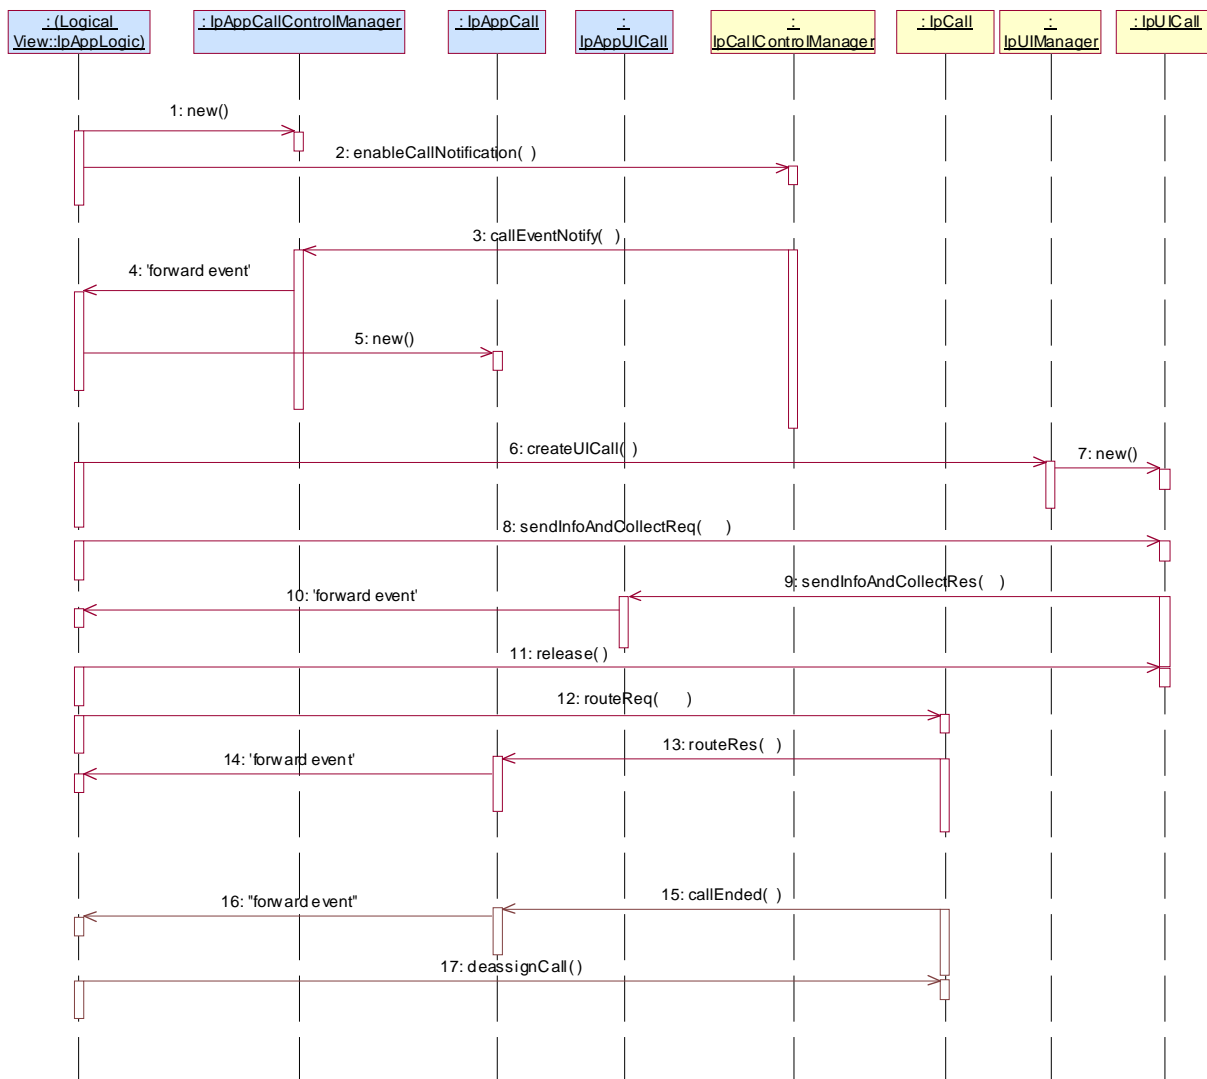 : (Logical
View::IpAppLogic)
: IpAppCallControlManager
: IpAppCall
:
IpAppUICall
:
IpCallControlManager
: IpCall
:
IpUIManager
: IpUICall
1: new()
2: enableCallNotification( )
3: callEventNotify( )
4: 'forward event'
5: new()
6: createUICall( )
7: new()
8: sendInfoAndCollectReq( )
9: sendInfoAndCollectRes( )
10: 'forward event'
11: release( )
12: routeReq( )
13: routeRes( )
14: 'forward event'
15: callEnded( )
16: "forward event"
17: deassignCall( )